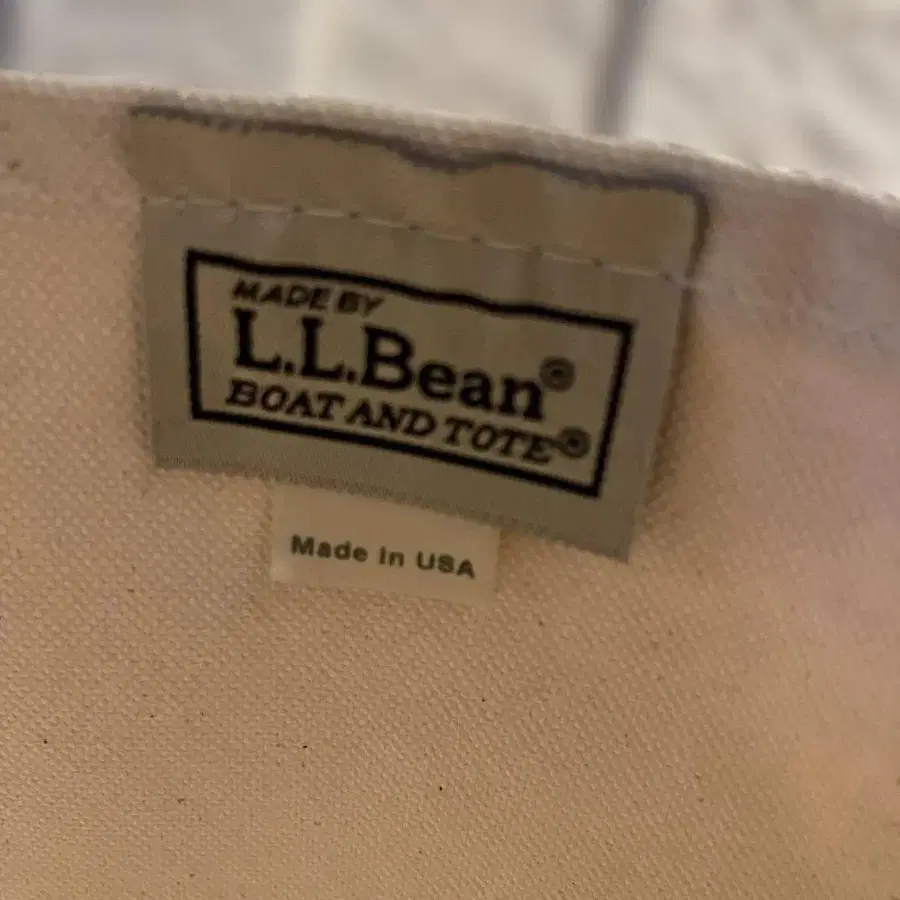 MADE BY
L.L.Bean®
BOAT AND TOTE®
Made In USA